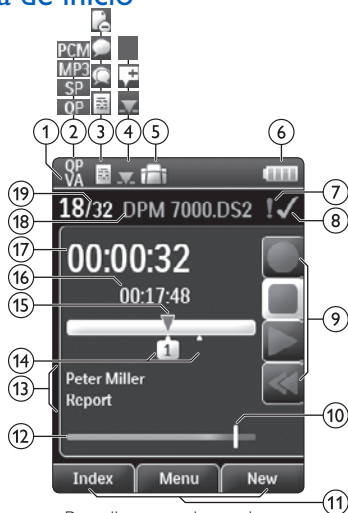 a de inicio
PCM
MP3
SP
QP
1 2 3 4 5 6
QP
VA
7
19
18/32 DPM 7000.DS2 !
18 8
17 00:00:32
16 00:17:48
15
9
14 1
13 Peter Miller
Report
10
12
Index Menu New
11